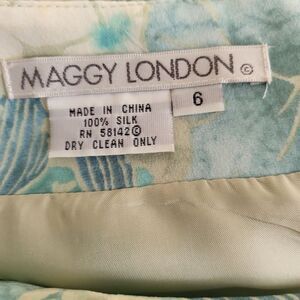 MAGGY LONDON ©
6
MADE IN CHINA
100% SILK
RN 58142 ©
DRY CLEAN ONLY